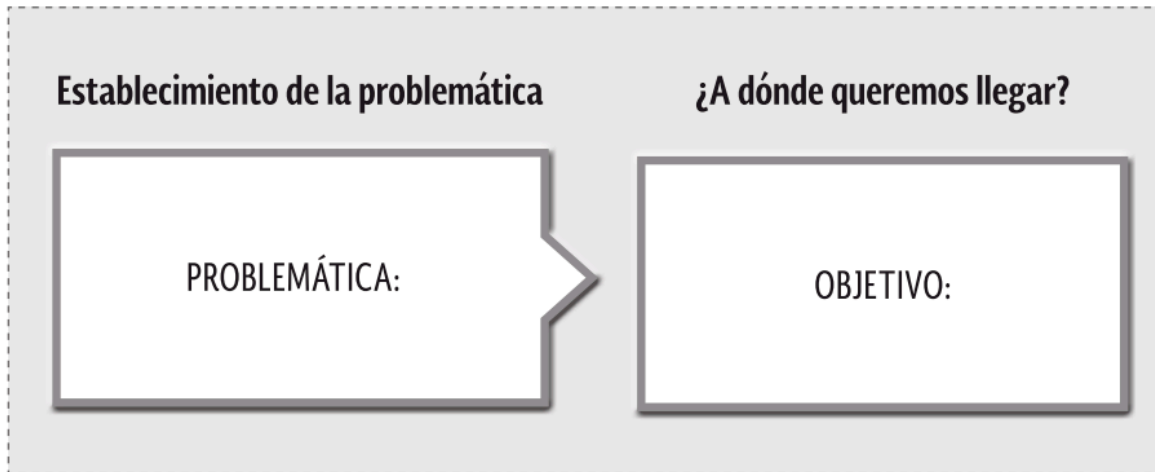 Establecimiento de la problemática
¿A dónde queremos llegar?
PROBLEMÁTICA:
OBJETIVO: